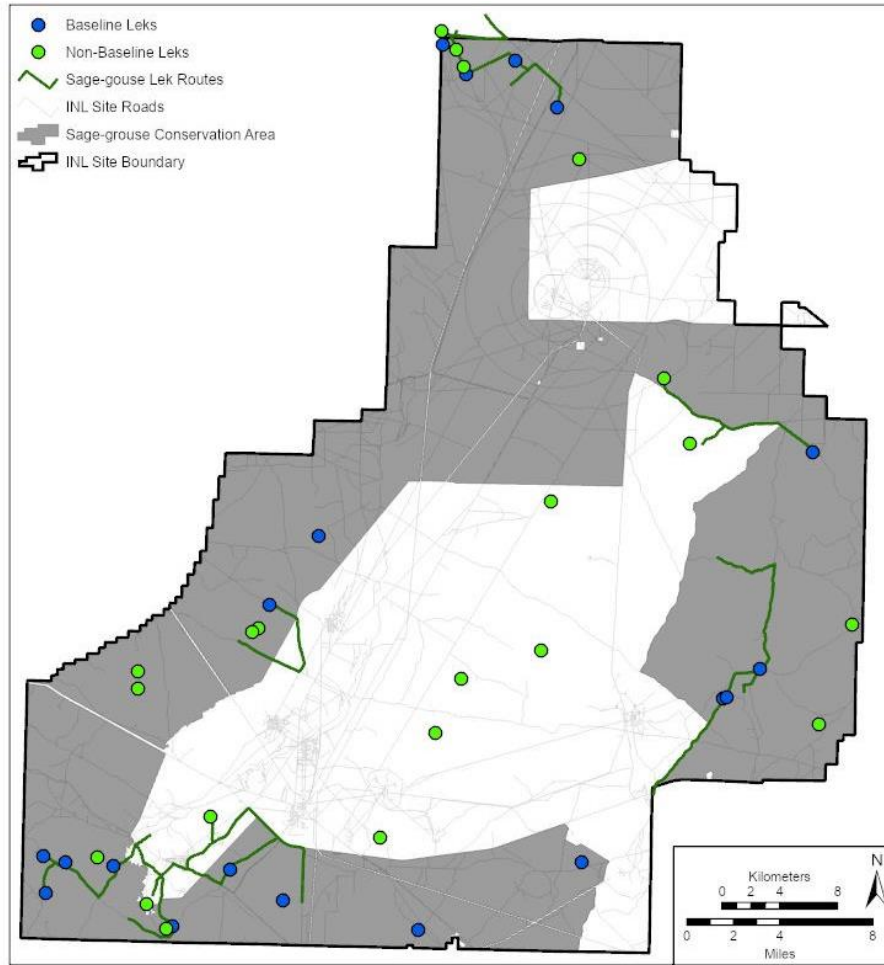 Baseline Leks
Non-Baseline Leks
Sage-gouse Lek Routes
INL Site Roads
Sage-grouse Conservation Area
INL Site Boundary
N
Kilometers
0 2 4 8
0 2 4 8
Miles